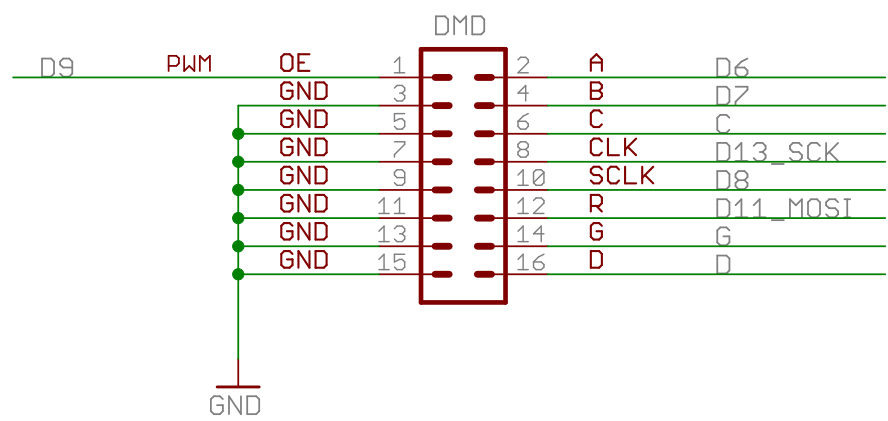 DMD
D9 PWM OE 1 2 A D6
GND 3 4 B D7
GND 5 6 C C
GND 7 8 CLK D13_SCK
GND 9 10 SCLK D8
GND 11 12 R D11_MOSI
GND 13 14 G G
GND 15 16 D D
GND